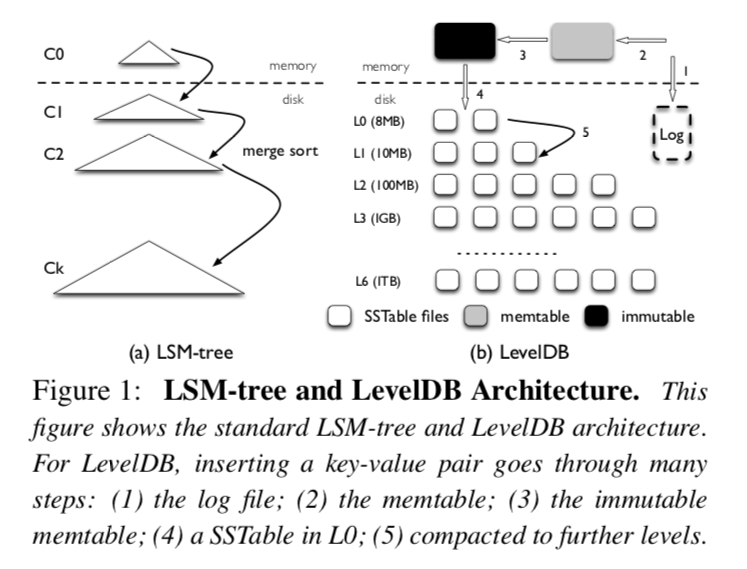 C0
memory
disk
C1
C2
merge sort
Ck
(a) LSM-tree
3
2
memory
1
disk
4
L0 (8MB)
5
Log
L1 (10MB)
L2 (100MB)
L3 (1GB)
..............
L6 (1TB)
SSTable files memtable immutable
(b) LevelDB
Figure 1: LSM-tree and LevelDB Architecture. This
figure shows the standard LSM-tree and LevelDB architecture.
For LevelDB, inserting a key-value pair goes through many
steps: (1) the log file; (2) the memtable; (3) the immutable
memtable; (4) a SSTable in L0; (5) compacted to further levels.